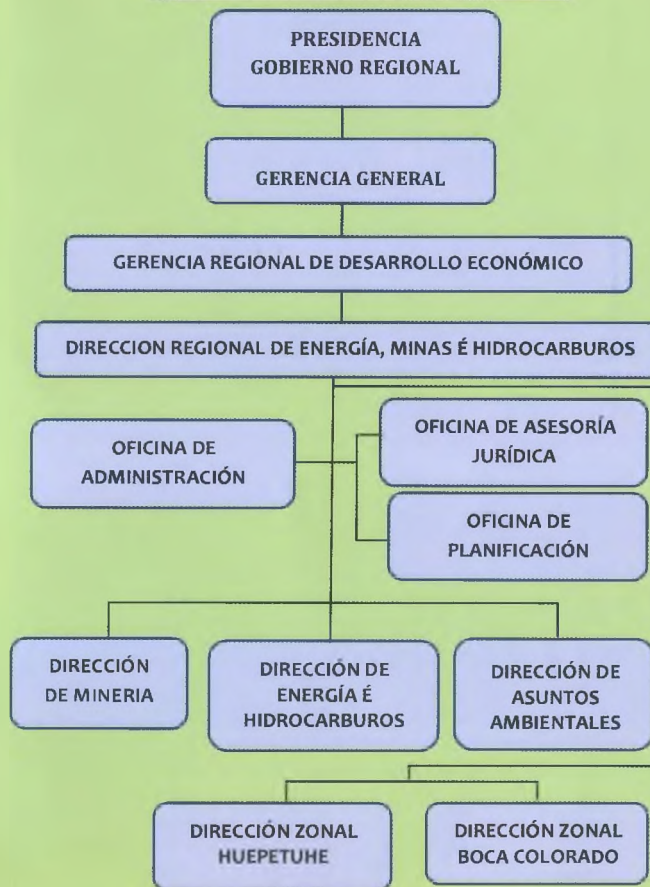 PRESIDENCIA
GOBIERNO REGIONAL
GERENCIA GENERAL
GERENCIA REGIONAL DE DESARROLLO ECONÓMICO
DIRECCION REGIONAL DE ENERGÍA, MINAS É HIDROCARBUROS
OFICINA DE
ADMINISTRACIÓN
OFICINA DE ASESORÍA
JURÍDICA
OFICINA DE
PLANIFICACIÓN
DIRECCIÓN
DE MINERIA
DIRECCIÓN DE
ENERGÍA É
HIDROCARBUROS
DIRECCIÓN DE
ASUNTOS
AMBIENTALES
DIRECCIÓN ZONAL
HUEPETUHE
DIRECCIÓN ZONAL
BOCA COLORADO